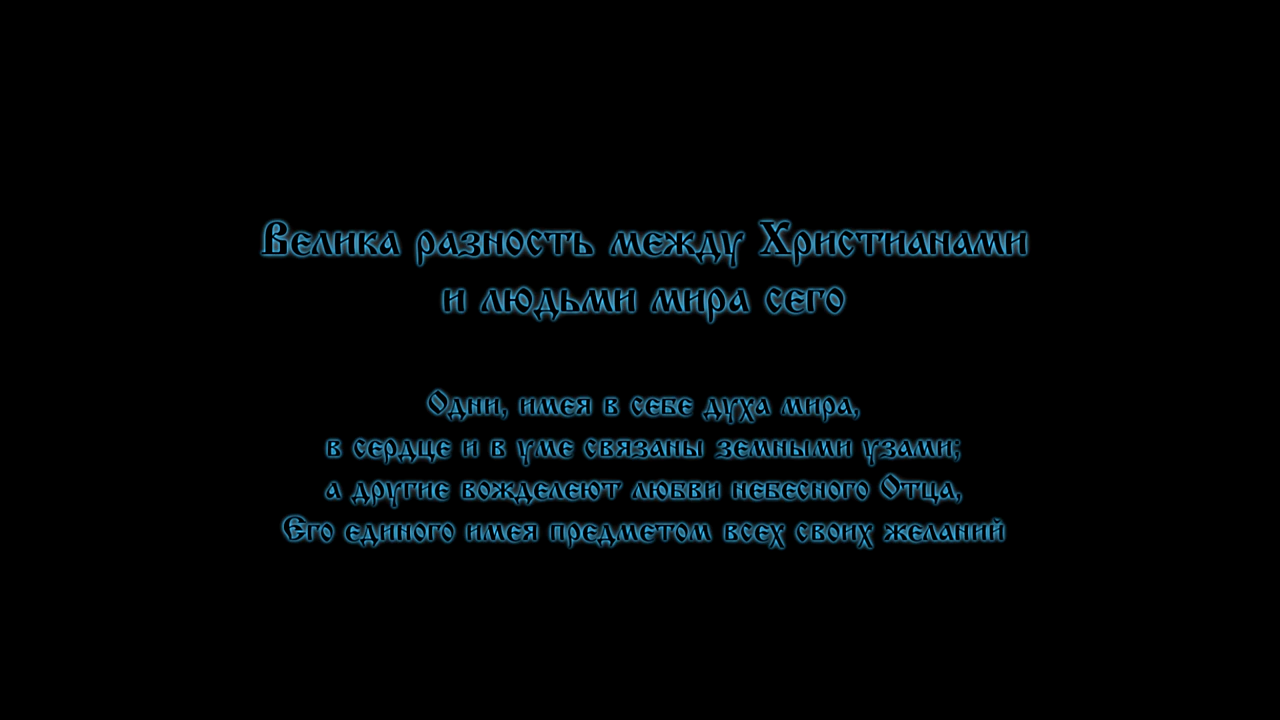 Велика разность между Христианами
и людьми мира сего
Одни, имея в себе духа мира,
в сердце и в уме связаны земными узами;
а другие вожделеют любви небесного Отца,
Его единого имея предметом всех своих желаний